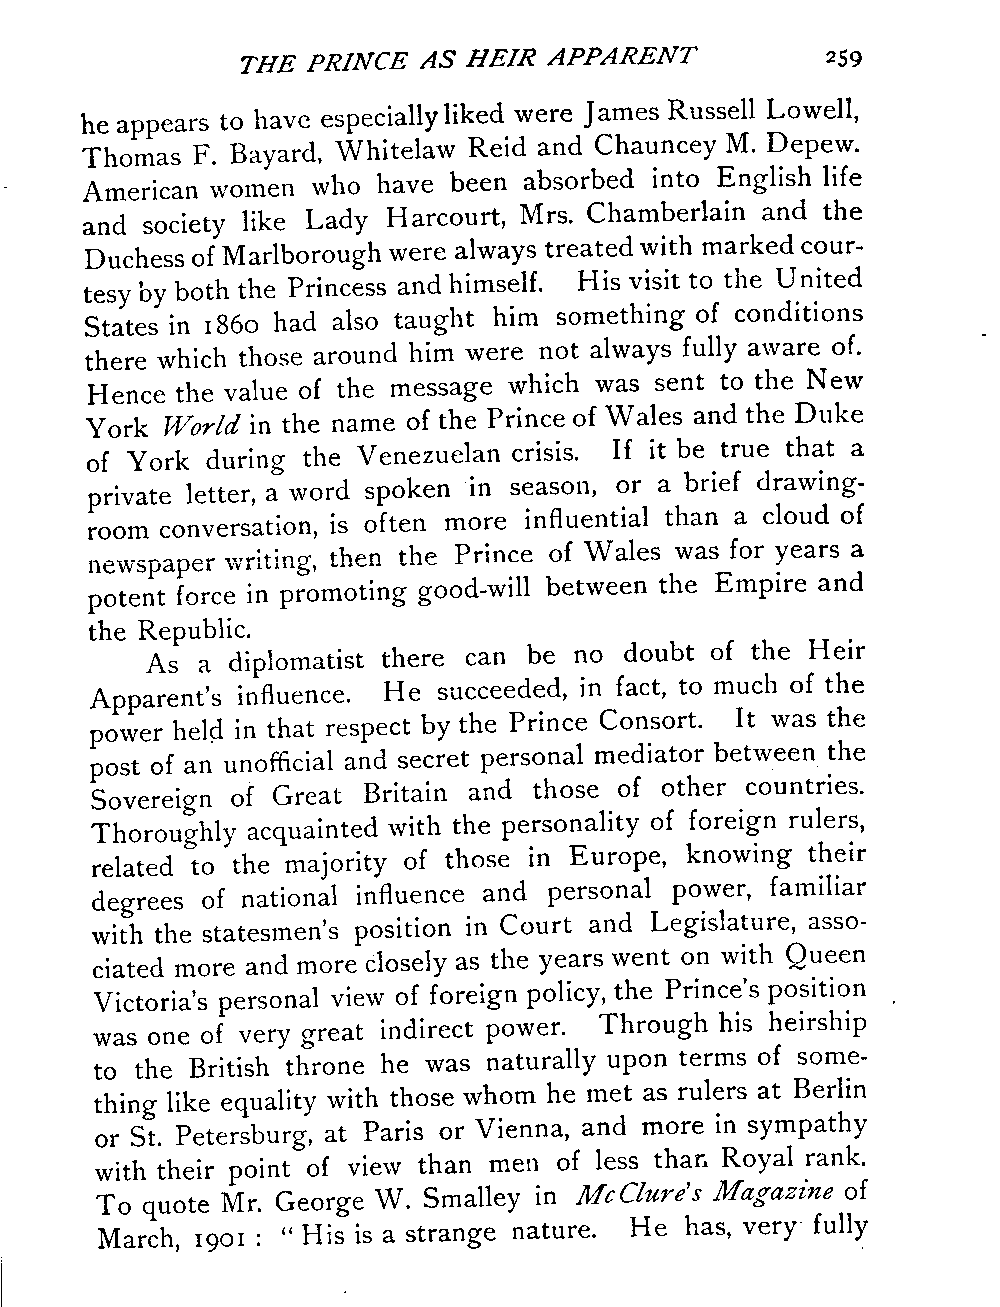 THE PRINCE AS HEIR APPARENT 259
he appears to have especially liked were James Russell Lowell,
Thomas F. Bayard, Whitelaw Reid and Chauncey M. Depew.
American women who have been absorbed into English life
and society like Lady Harcourt, Mrs. Chamberlain and the
Duchess of Marlborough were always treated with marked cour-
tesy by both the Princess and himself. His visit to the United
States in 1860 had also taught him something of conditions
there which those around him were not always fully aware of.
Hence the value of the message which was sent to the New
York World in the name of the Prince of Wales and the Duke
of York during the Venezuelan crisis. If it be true that a
private letter, a word spoken in season, or a brief drawing-
room conversation, is often more influential than a cloud of
newspaper writing, then the Prince of Wales was for years a
potent force in promoting good-will between the Empire and
the Republic.
As a diplomatist there can be no doubt of the Heir
Apparent's influence. He succeeded, in fact, to much of the
power held in that respect by the Prince Consort. It was the
post of an unofficial and secret personal mediator between the
Sovereign of Great Britain and those of other countries.
Thoroughly acquainted with the personality of foreign rulers,
related to the majority of those in Europe, knowing their
degrees of national influence and personal power, familiar
with the statesmen's position in Court and Legislature, asso-
ciated more and more closely as the years went on with Queen
Victoria's personal view of foreign policy, the Prince's position
was one of very great indirect power. Through his heirship
to the British throne he was naturally upon terms of some-
thing like equality with those whom he met as rulers at Berlin
or St. Petersburg, at Paris or Vienna, and more in sympathy
with their point of view than men of less than Royal rank.
To quote Mr. George W. Smalley in McClure's Magazine of
March, 1901 : " His is a strange nature. He has, very fully